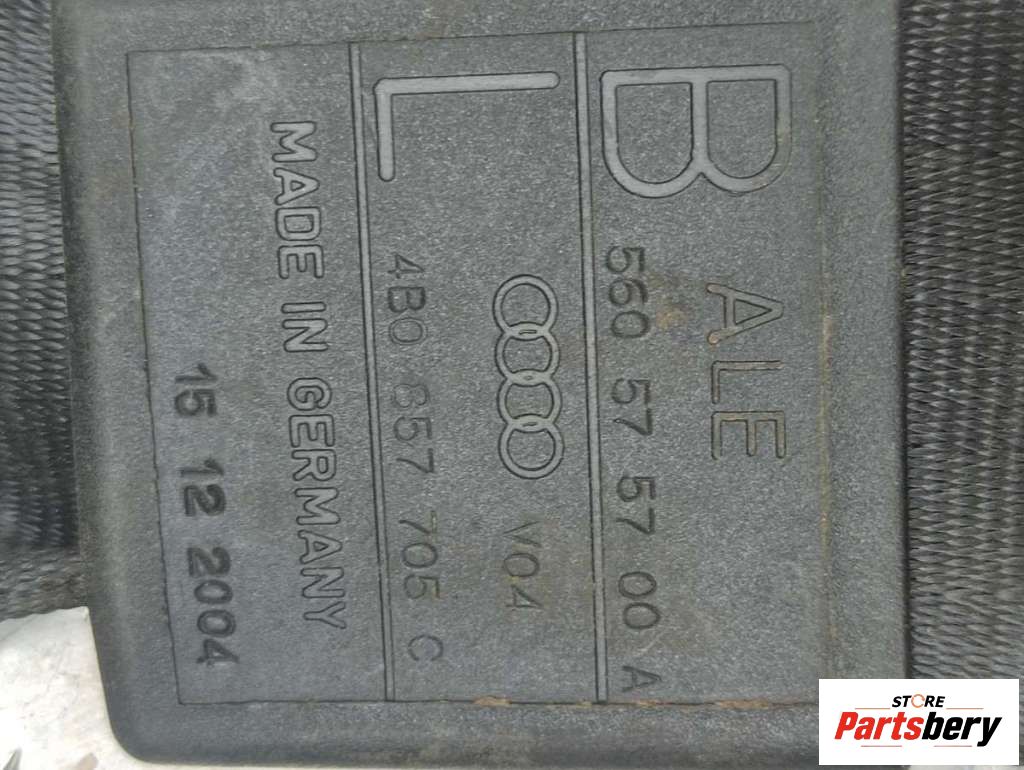 B ALE
560 57 57 00 A
V04
L 4B0 857 705 C
MADE IN GERMANY
15 12 2004
STORE
Partsbery